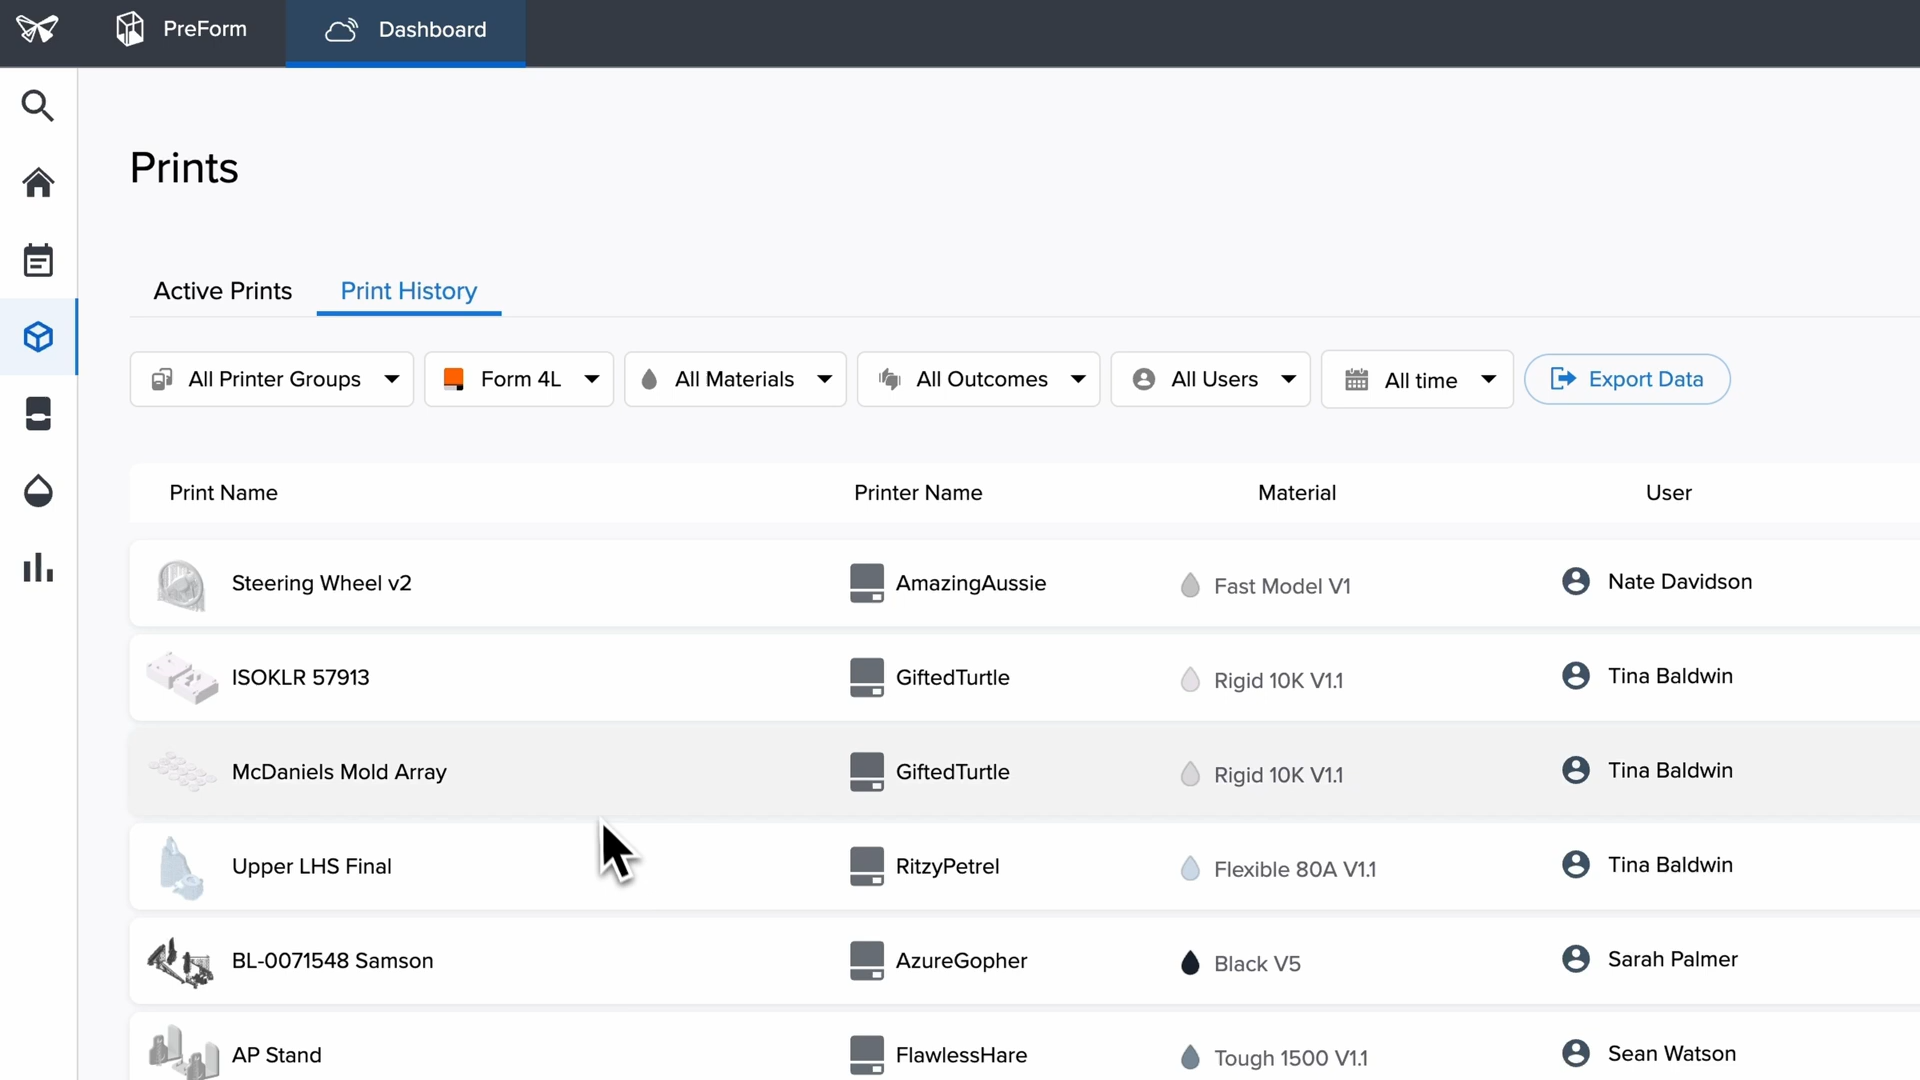 PreForm
Dashboard
Prints
Active Prints
Print History
All Printer Groups
Form 4L
All Materials
All Outcomes
All Users
All time
Export Data
Print Name
Printer Name
Material
User
Steering Wheel v2
AmazingAussie
Fast Model V1
Nate Davidson
ISOKLR 57913
GiftedTurtle
Rigid 10K V1.1
Tina Baldwin
McDaniels Mold Array
GiftedTurtle
Rigid 10K V1.1
Tina Baldwin
Upper LHS Final
RitzyPetrel
Flexible 80A V1.1
Tina Baldwin
BL-0071548 Samson
AzureGopher
Black V5
Sarah Palmer
AP Stand
FlawlessHare
Tough 1500 V1.1
Sean Watson